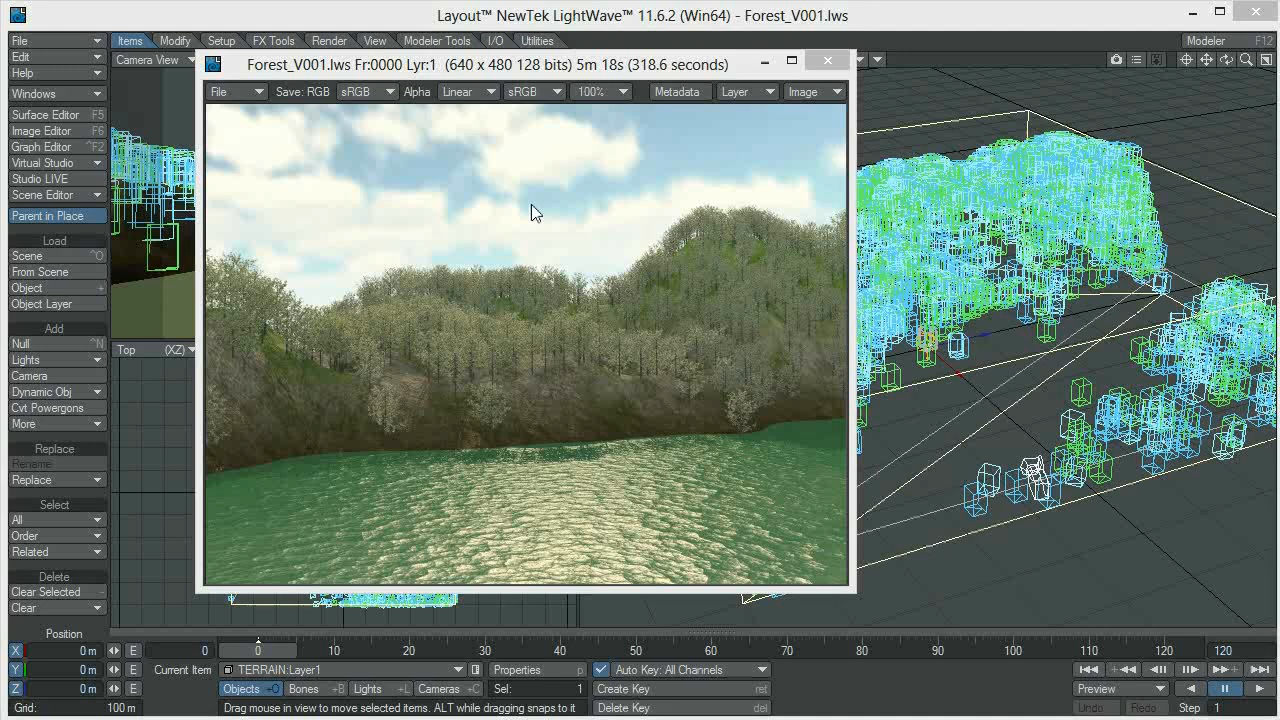 Layout™ NewTek LightWave™ 11.6.2 (Win64) - Forest_V001.lws
File
Items Modify Setup FX Tools Render View Modeler Tools I/O Utilities
Modeler F12
Edit
Camera View
Help
Windows
Surface Editor F5
Image Editor F6
Graph Editor ^F2
Virtual Studio
Studio LIVE
Scene Editor
Parent in Place
Load
Scene ^O
From Scene
Object +
Object Layer
Add
Null ^N
Lights
Camera
Dynamic Obj
Cvt Powergons
More
Replace
Rename
Replace
Select
All
Order
Related
Delete
Clear Selected -
Clear
Forest_V001.lws Fr:0000 Lyr:1 (640 x 480 128 bits) 5m 18s (318.6 seconds)
File Save: RGB sRGB Alpha Linear sRGB 100% Metadata Layer Image
Top (XZ)
Position
X 0 m E
Y 0 m E
Z 0 m E
Grid: 100 m
0 0 10 20 30 40 50 60 70 80 90 100 110 120 120
Current Item TERRAIN:Layer1 Properties p Auto Key: All Channels
Objects +O Bones +B Lights +L Cameras +C Sel: 1 Create Key ret
Preview
Drag mouse in view to move selected items. ALT while dragging snaps to it Delete Key del
Undo Redo Step 1